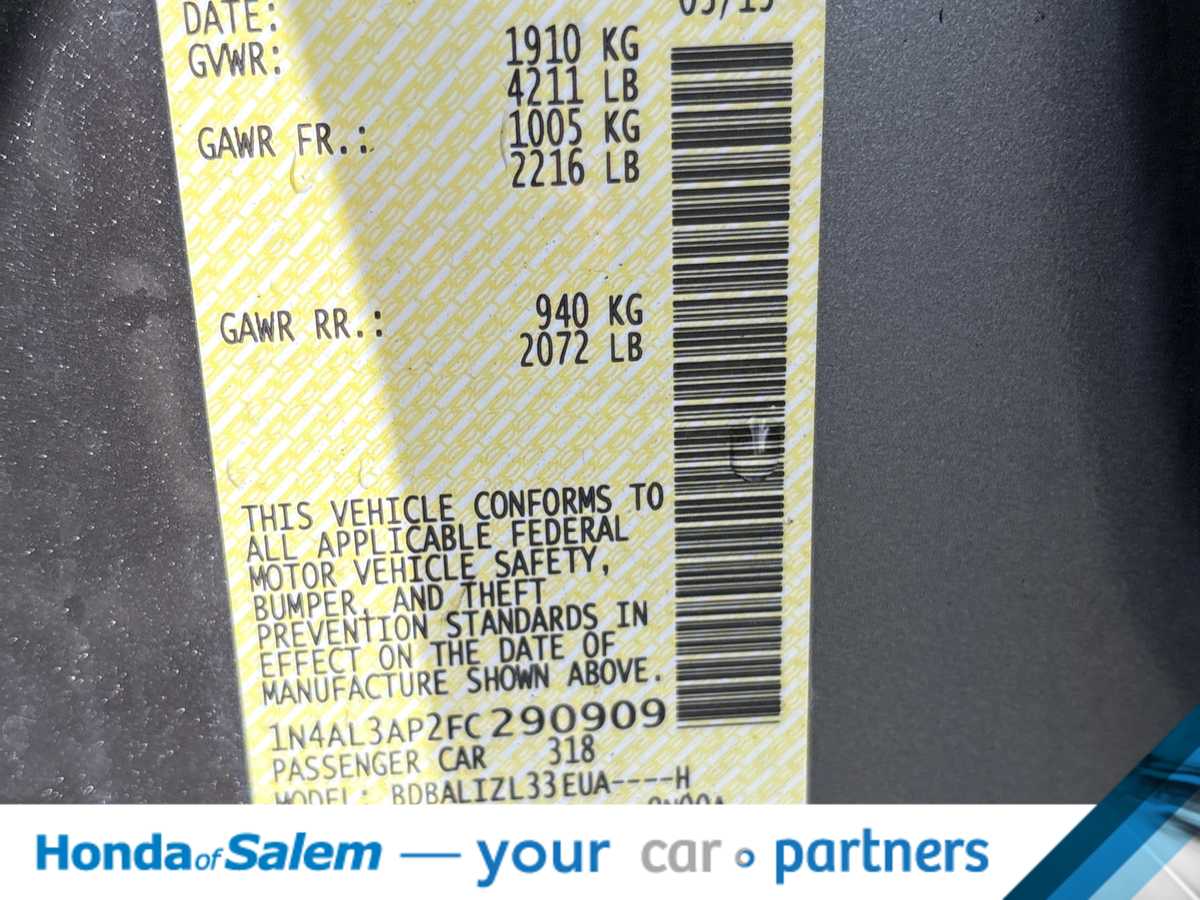 DATE:
GVWR: 1910 KG
4211 LB
GAWR FR.: 1005 KG
2216 LB
GAWR RR.: 940 KG
2072 LB
THIS VEHICLE CONFORMS TO
ALL APPLICABLE FEDERAL
MOTOR VEHICLE SAFETY,
BUMPER, AND THEFT
PREVENTION STANDARDS IN
EFFECT ON THE DATE OF
MANUFACTURE SHOWN ABOVE.
1N4AL3AP2FC290909
PASSENGER CAR 318
MODEL: BDBALIZL33EUA----H
Honda of Salem — your car partners